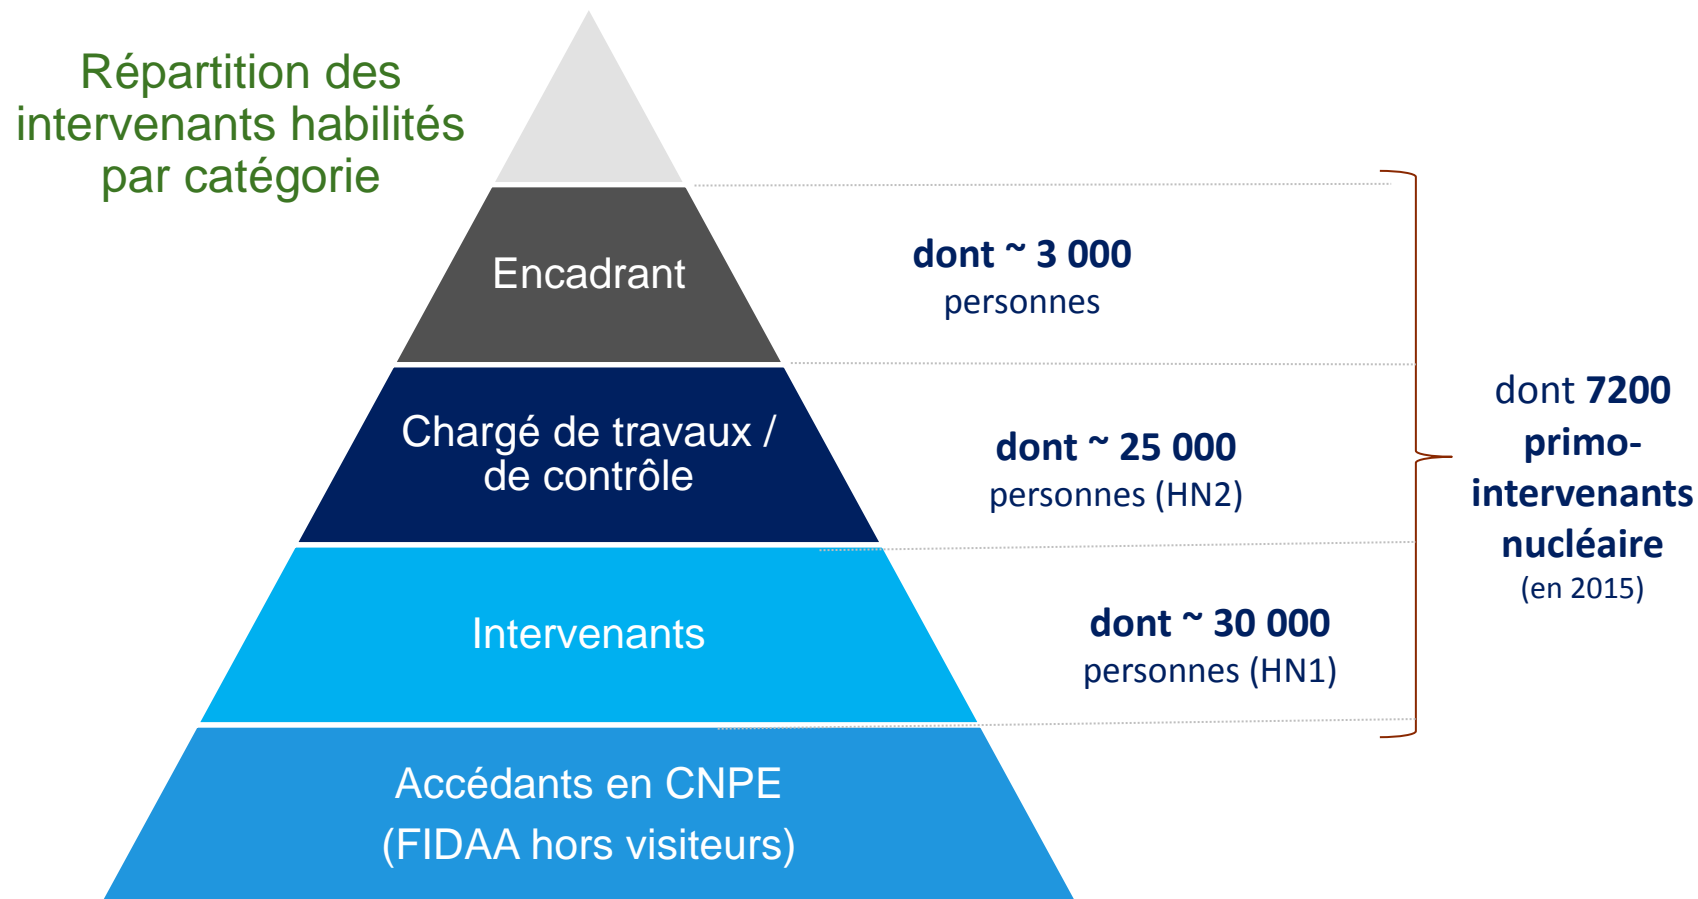 Répartition des
intervenants habilités
par catégorie
Encadrant
dont ~ 3 000
personnes
Chargé de travaux /
de contrôle
dont ~ 25 000
personnes (HN2)
Intervenants
dont ~ 30 000
personnes (HN1)
Accédants en CNPE
(FIDAA hors visiteurs)
dont 7200
primo-
intervenants
nucléaire
(en 2015)